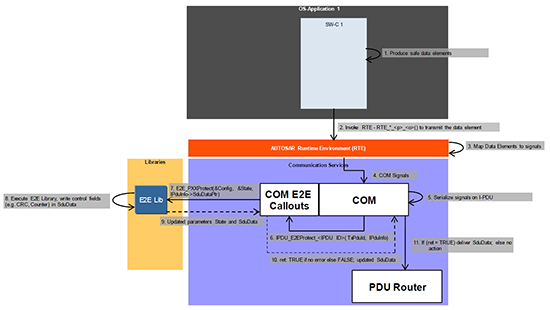 OS-Application 1
SW-C 1
1. Produce safe data elements
2. Invoke RTE - RTE_*_<p>_<o>() to transmit the data element
AUTOSAR Runtime Environment (RTE)
3. Map Data Elements to signals
Libraries
Communication Services
4. COM Signals
7. E2E_PXXProtect(&Config, &State,
IPduInfo->SduDataPtr)
8. Execute E2E Library, write control fields
(e.g. CRC, Counter) in SduData
E2E Lib
COM E2E
Callouts
COM
5. Serialize signals on I-PDU
9. Updated parameters State and SduData
6. IPDU_E2EProtect_<IPDU ID>(TxPduId, IPduInfo)
10. ret TRUE if no error else FALSE; updated SduData
11. If (ret = TRUE) deliver SduData; else no
action
PDU Router